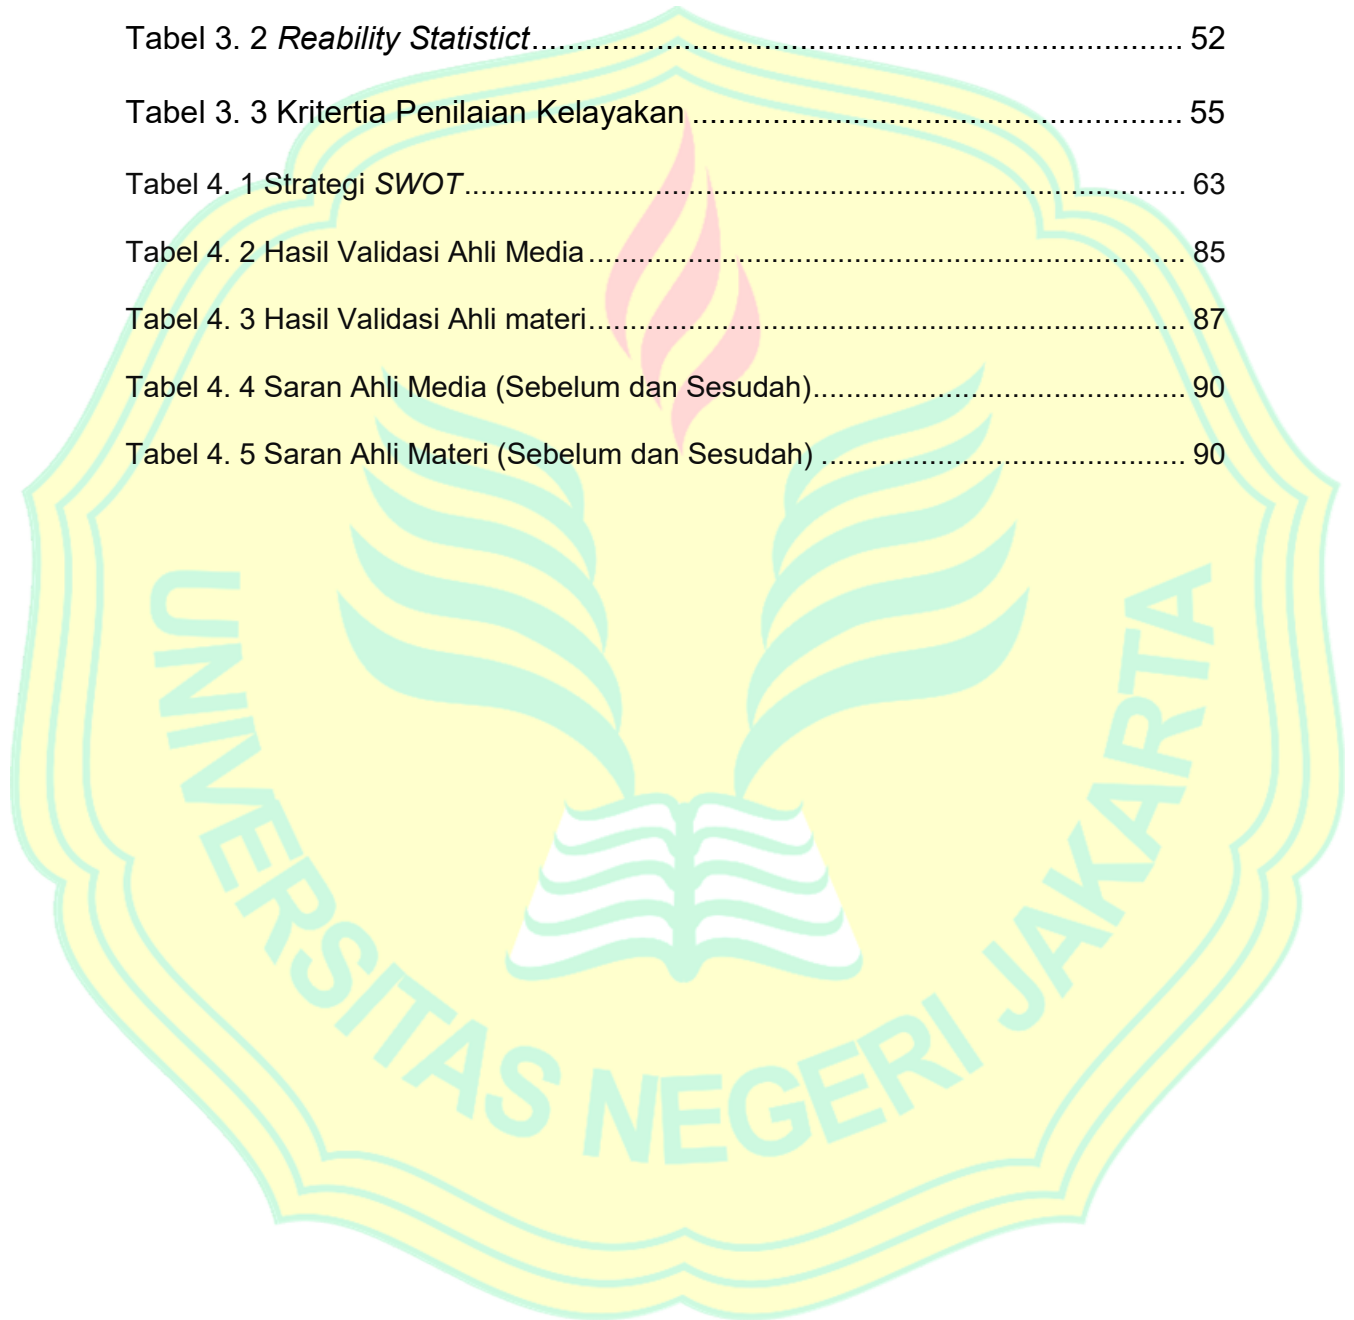 Tabel 3. 2 Reability Statistict........................................................................... 52
Tabel 3. 3 Kritertia Penilaian Kelayakan ........................................................ 55
Tabel 4. 1 Strategi SWOT...................................................................................... 63
Tabel 4. 2 Hasil Validasi Ahli Media ....................................................................... 85
Tabel 4. 3 Hasil Validasi Ahli materi....................................................................... 87
Tabel 4. 4 Saran Ahli Media (Sebelum dan Sesudah)............................................. 90
Tabel 4. 5 Saran Ahli Materi (Sebelum dan Sesudah) ............................................ 90
UNIVERSITAS NEGERI JAKARTA